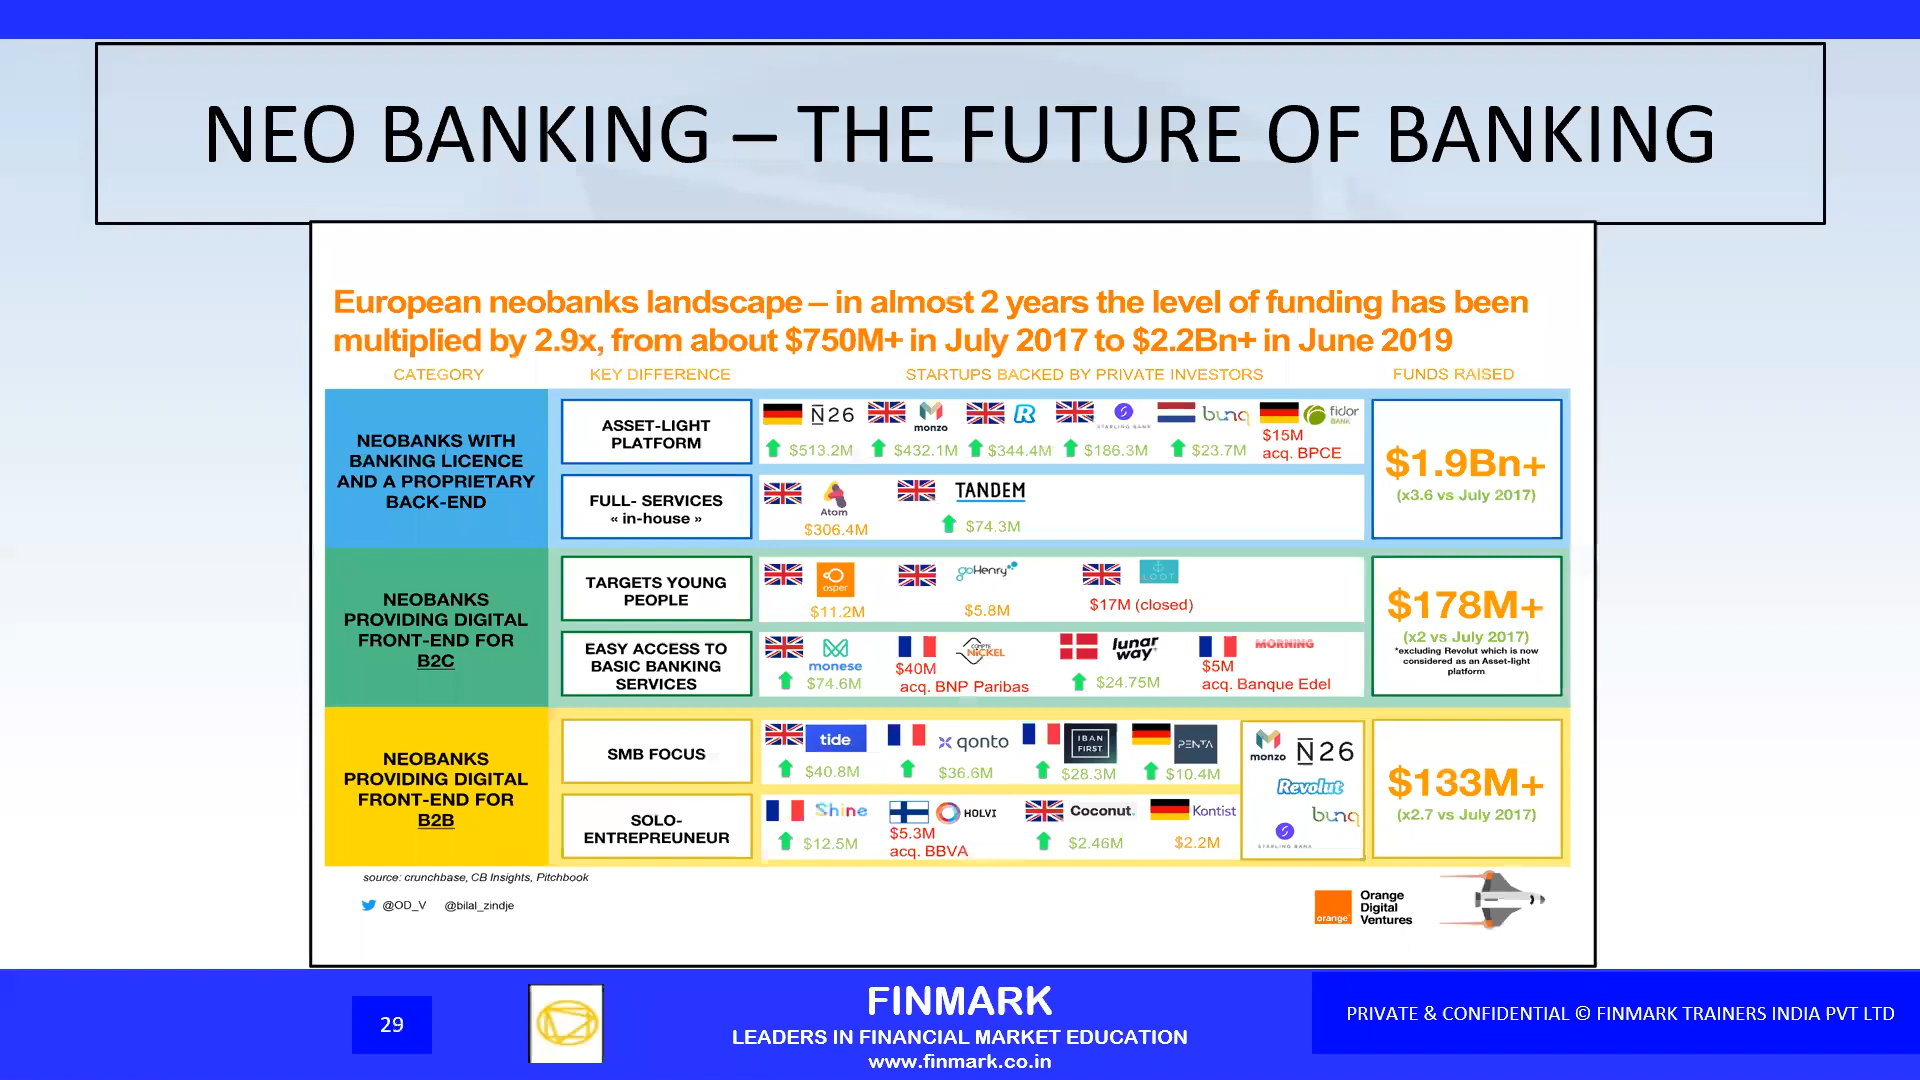 NEO BANKING – THE FUTURE OF BANKING
European neobanks landscape – in almost 2 years the level of funding has been
multiplied by 2.9x, from about $750M+ in July 2017 to $2.2Bn+ in June 2019
CATEGORY KEY DIFFERENCE STARTUPS BACKED BY PRIVATE INVESTORS FUNDS RAISED
NEOBANKS WITH
BANKING LICENCE
AND A PROPRIETARY
BACK-END
ASSET-LIGHT
PLATFORM
N26 monzo R STARLING BANK bunq fidor BANK
$513.2M $432.1M $344.4M $186.3M $23.7M $15M
acq. BPCE
FULL- SERVICES
« in-house »
Atom TANDEM
$306.4M $74.3M
$1.9Bn+
(x3.6 vs July 2017)
NEOBANKS
PROVIDING DIGITAL
FRONT-END FOR
B2C
TARGETS YOUNG
PEOPLE
osper goHenry LOOT
$11.2M $5.8M $17M (closed)
EASY ACCESS TO
BASIC BANKING
SERVICES
monese COMPTE NICKEL lunar way MORNING
$74.6M $40M $24.75M $5M
acq. BNP Paribas acq. Banque Edel
$178M+
(x2 vs July 2017)
*excluding Revolut which is now
considered as an Asset-light
platform
NEOBANKS
PROVIDING DIGITAL
FRONT-END FOR
B2B
SMB FOCUS
tide qonto IBAN FIRST PENTA
$40.8M $36.6M $28.3M $10.4M
SOLO-
ENTREPREUNEUR
Shine HOLVI Coconut. Kontist
$12.5M $5.3M $2.46M $2.2M
acq. BBVA
monzo N26
Revolut
bunq
STARLING BANK
$133M+
(x2.7 vs July 2017)
source: crunchbase, CB Insights, Pitchbook
@OD_V @bilal_zindje
orange™
Orange
Digital
Ventures
29
FINMARK
LEADERS IN FINANCIAL MARKET EDUCATION
www.finmark.co.in
PRIVATE & CONFIDENTIAL © FINMARK TRAINERS INDIA PVT LTD